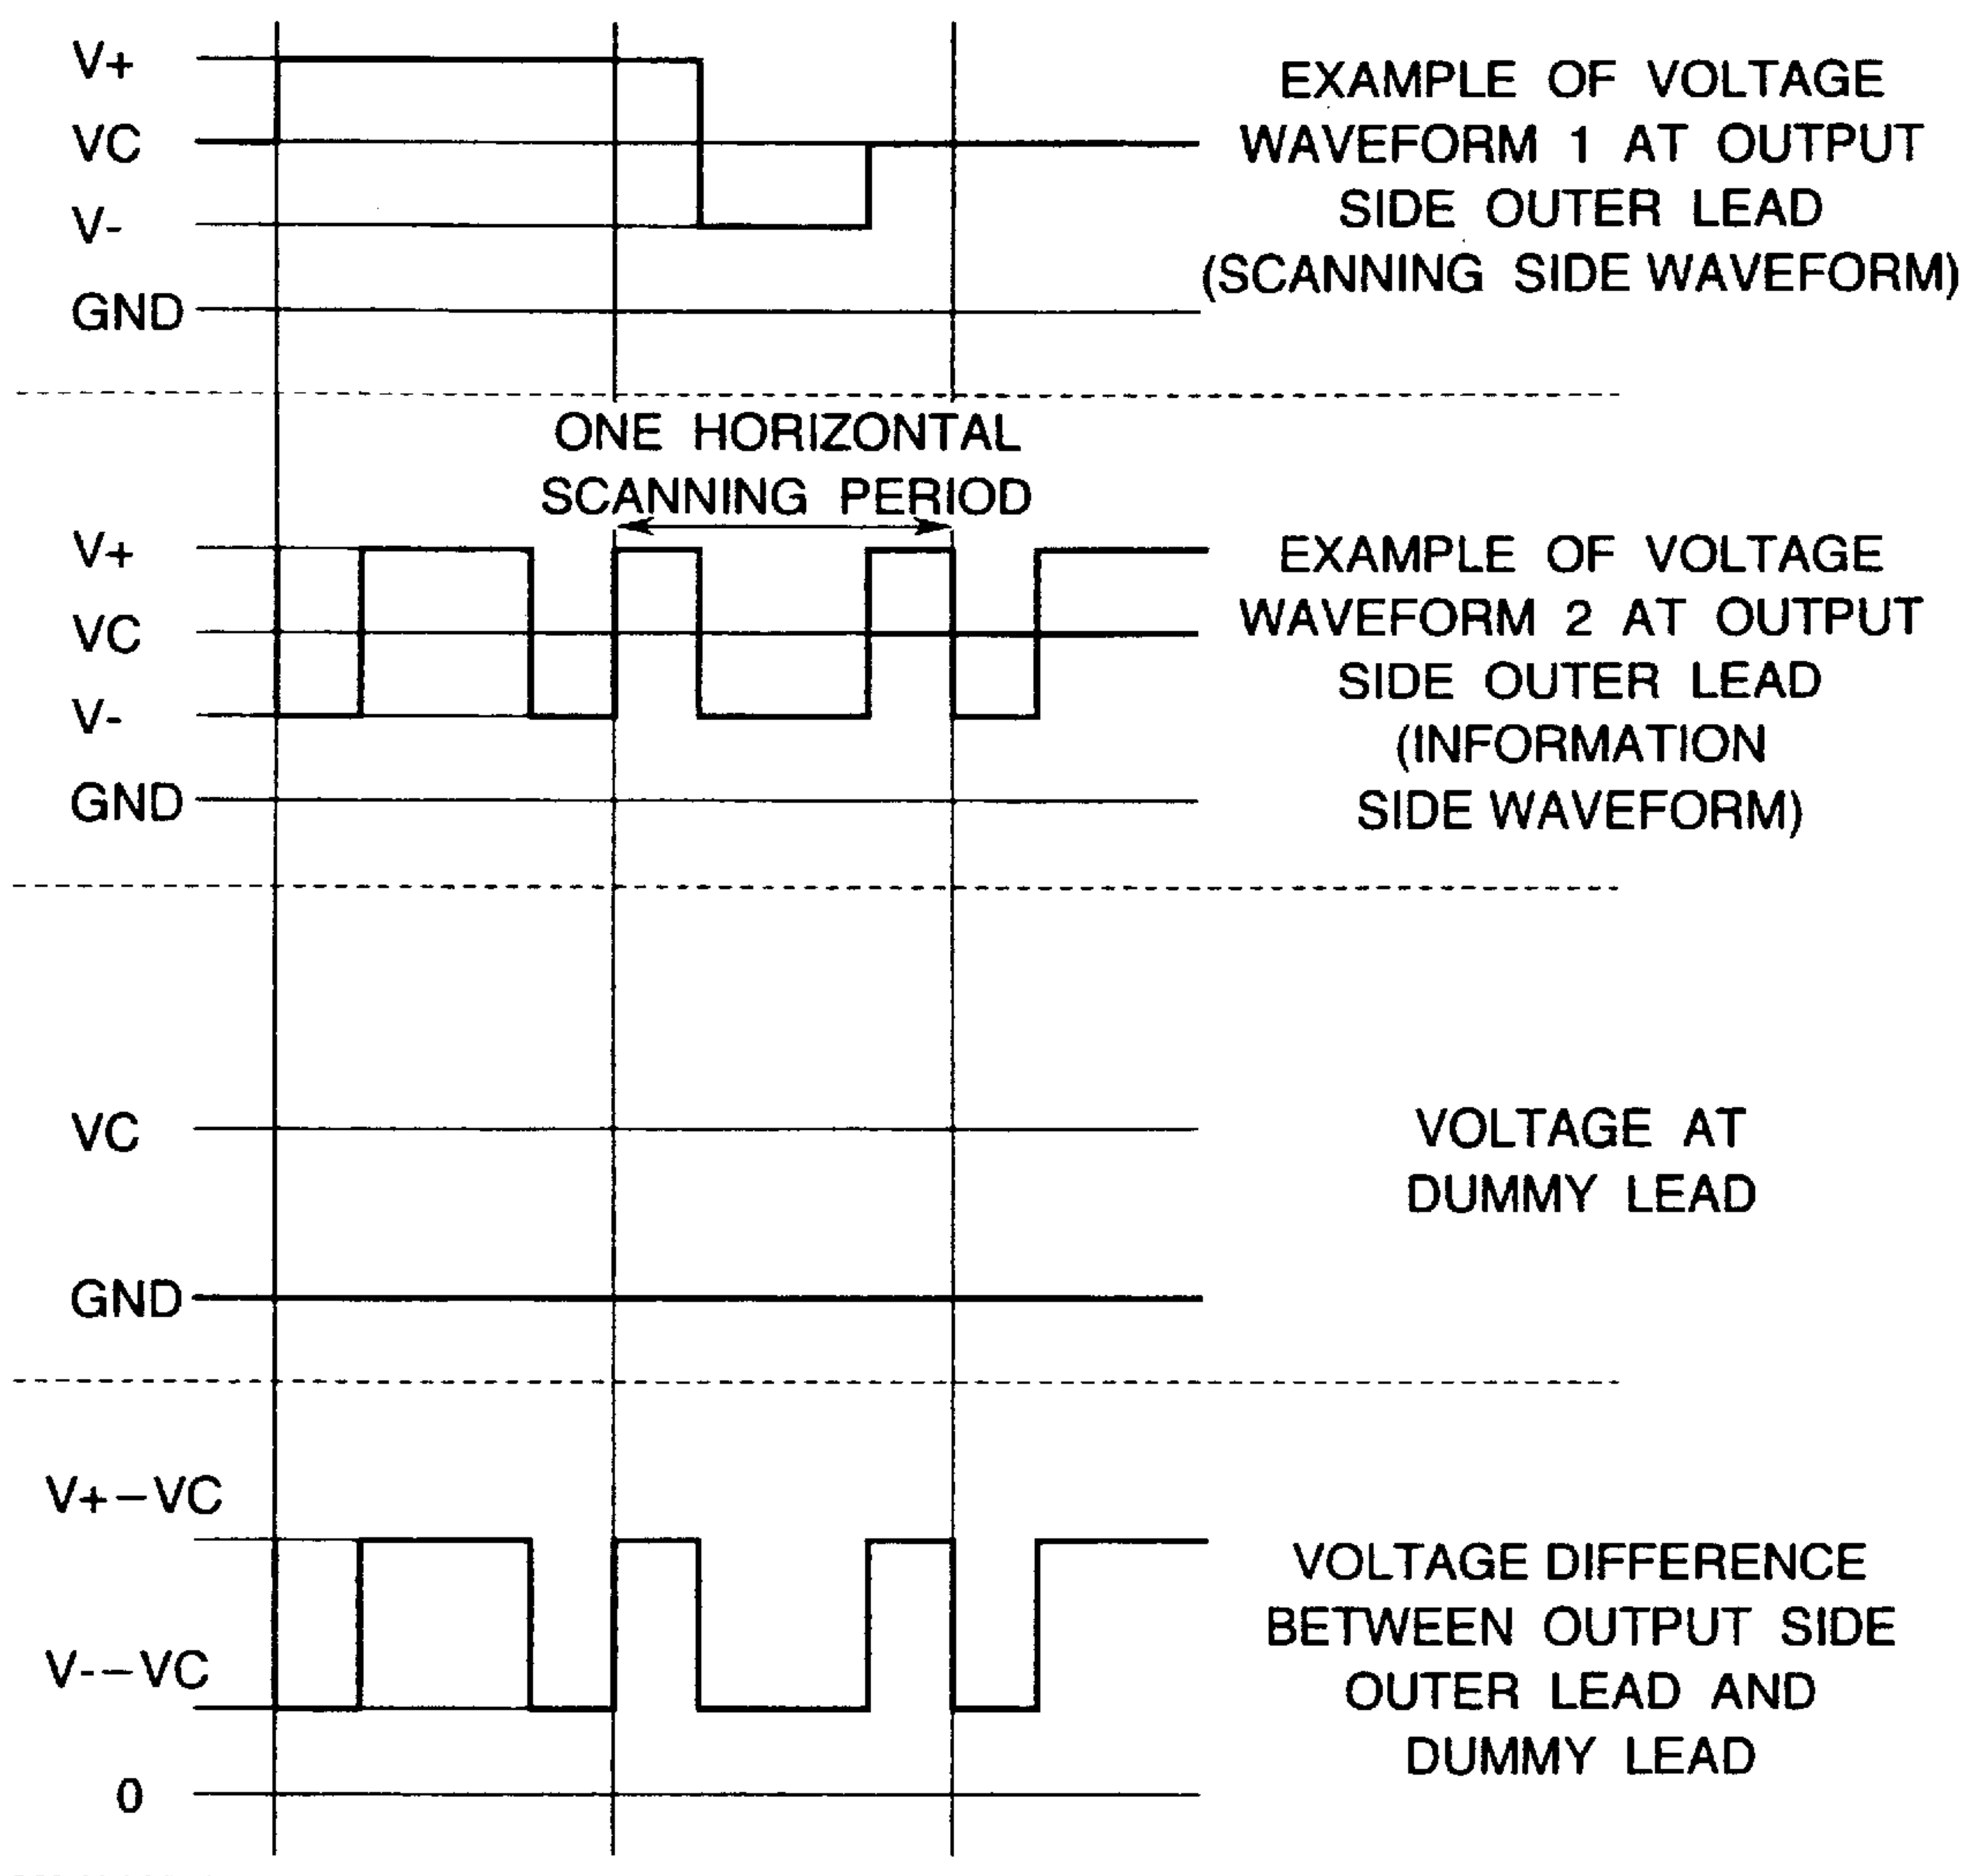 V+
VC
V-
GND
EXAMPLE OF VOLTAGE
WAVEFORM 1 AT OUTPUT
SIDE OUTER LEAD
(SCANNING SIDE WAVEFORM)
ONE HORIZONTAL
SCANNING PERIOD
V+
VC
V-
GND
EXAMPLE OF VOLTAGE
WAVEFORM 2 AT OUTPUT
SIDE OUTER LEAD
(INFORMATION
SIDE WAVEFORM)
VC
GND
VOLTAGE AT
DUMMY LEAD
V+−VC
V-−VC
0
VOLTAGE DIFFERENCE
BETWEEN OUTPUT SIDE
OUTER LEAD AND
DUMMY LEAD